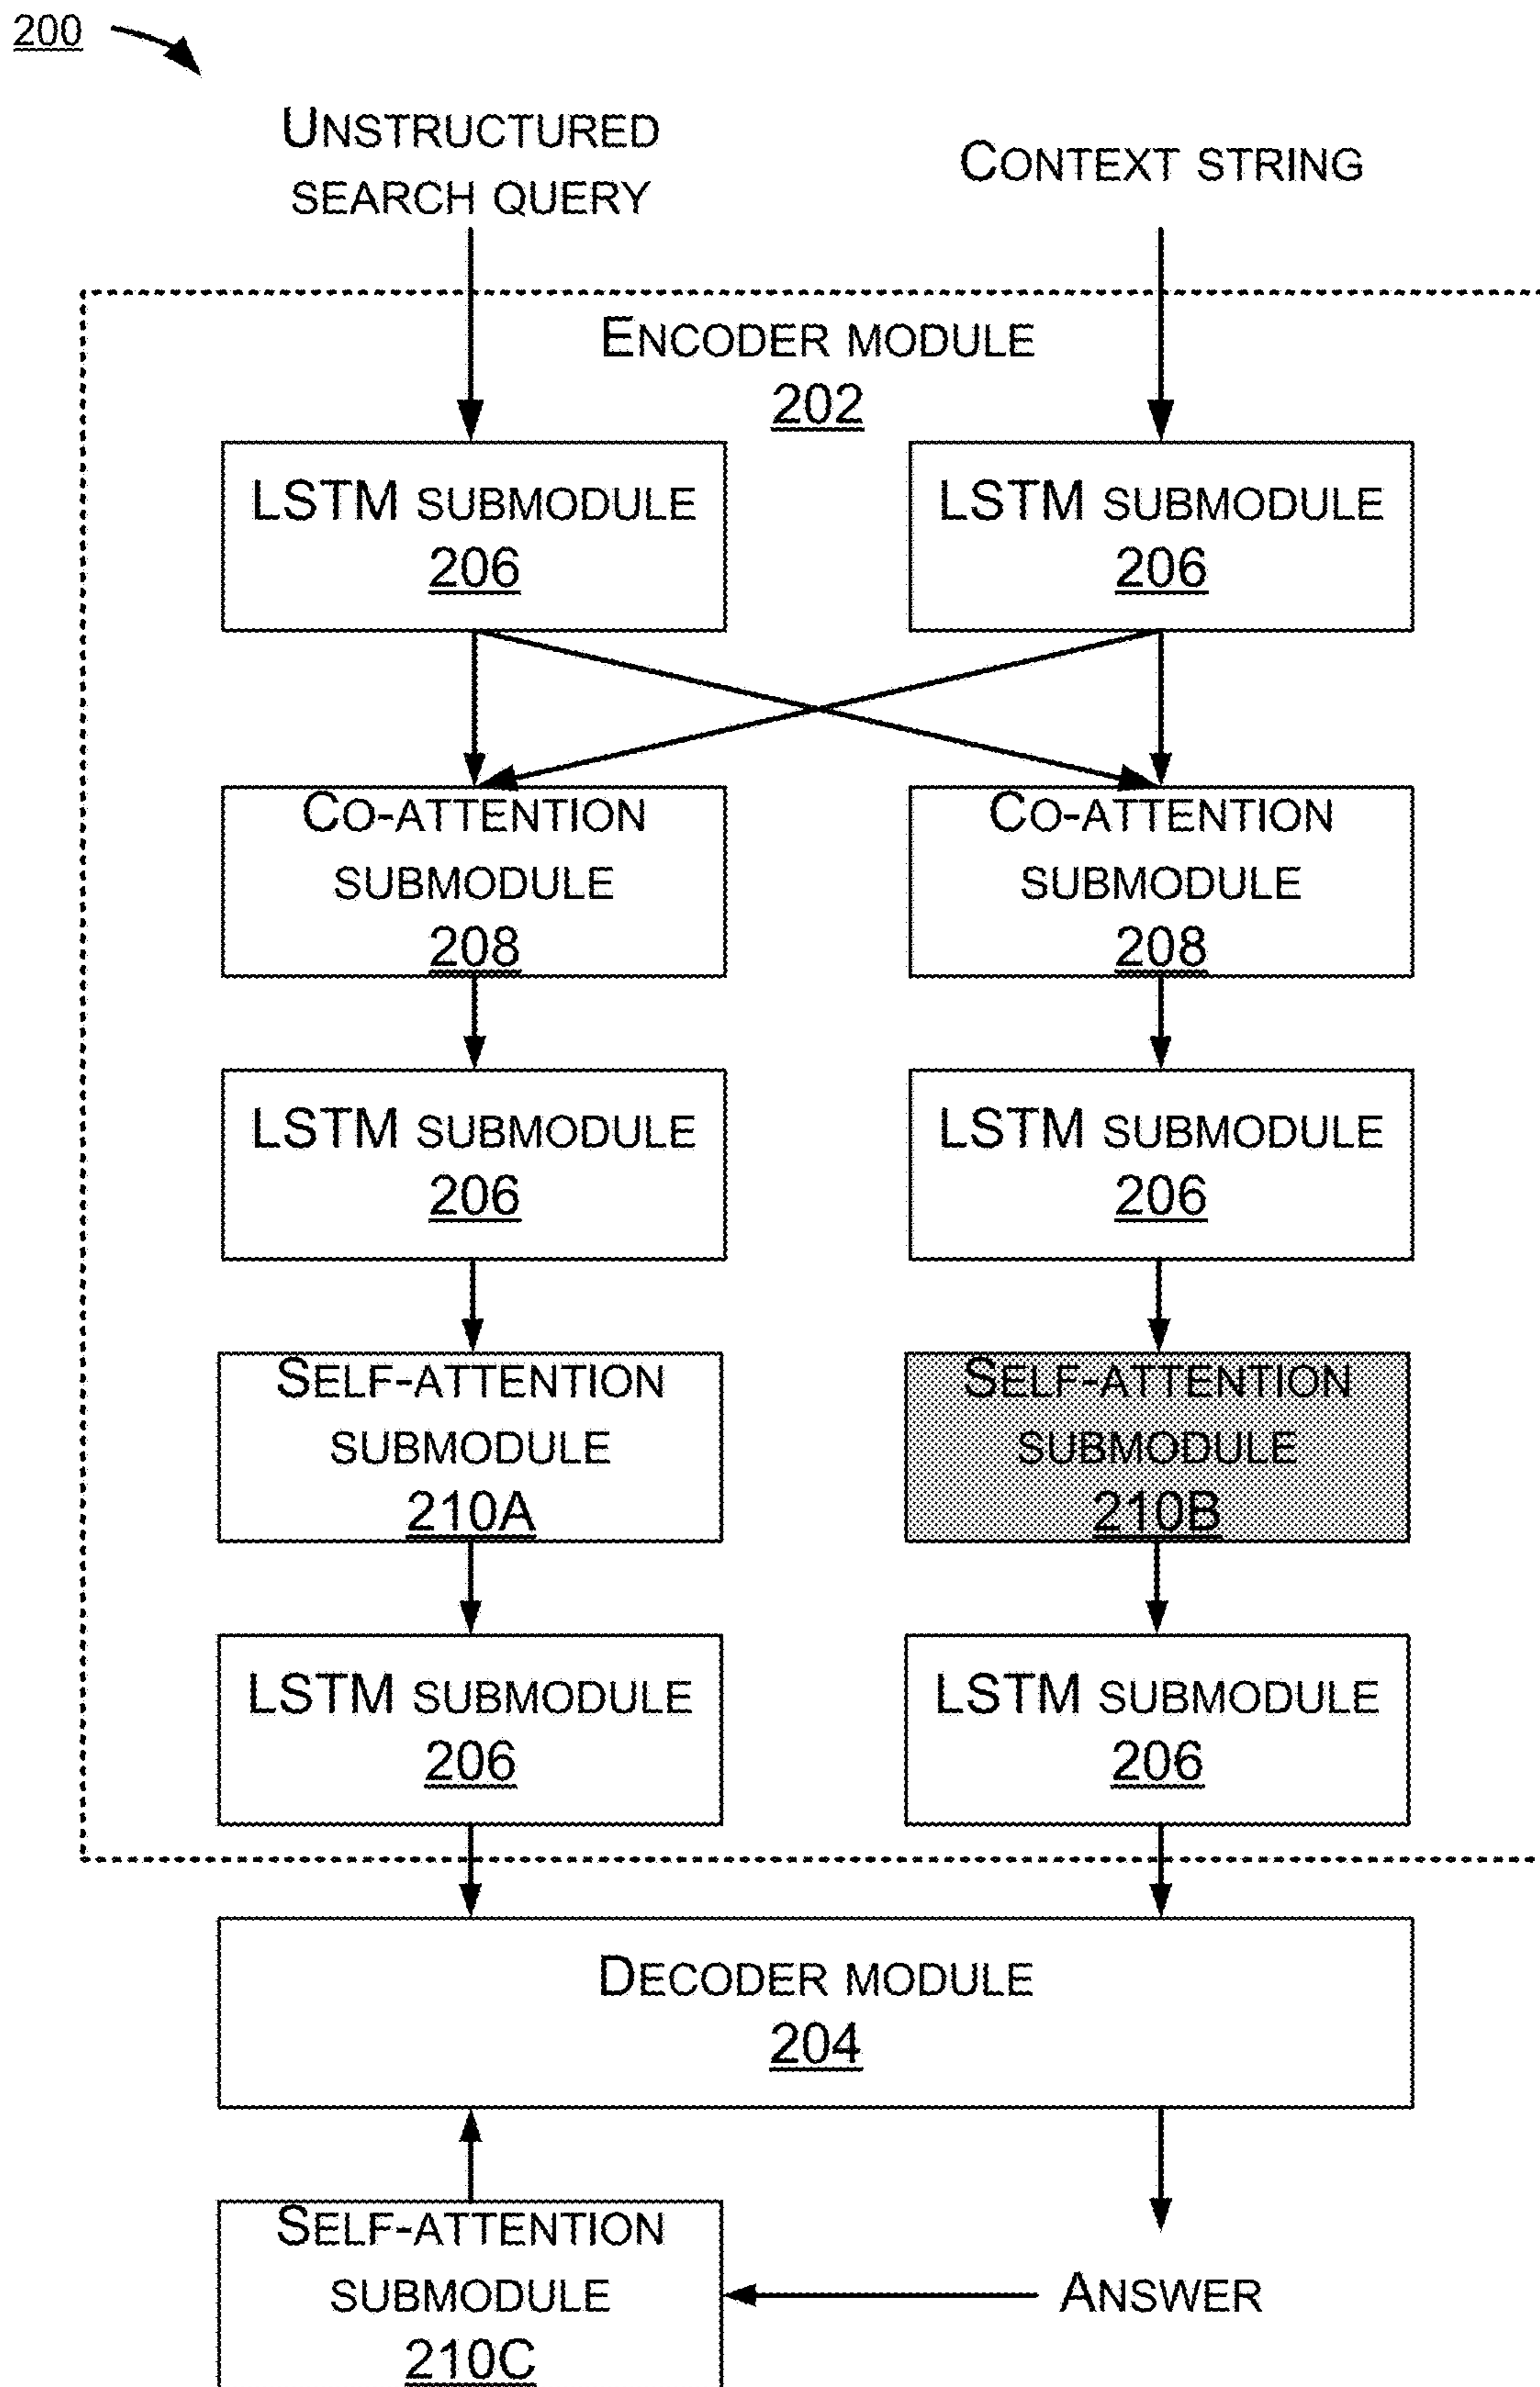 200
UNSTRUCTURED
SEARCH QUERY
CONTEXT STRING
ENCODER MODULE
202
LSTM SUBMODULE
206
LSTM SUBMODULE
206
CO-ATTENTION
SUBMODULE
208
CO-ATTENTION
SUBMODULE
208
LSTM SUBMODULE
206
LSTM SUBMODULE
206
SELF-ATTENTION
SUBMODULE
210A
SELF-ATTENTION
SUBMODULE
210B
LSTM SUBMODULE
206
LSTM SUBMODULE
206
DECODER MODULE
204
SELF-ATTENTION
SUBMODULE
210C
ANSWER